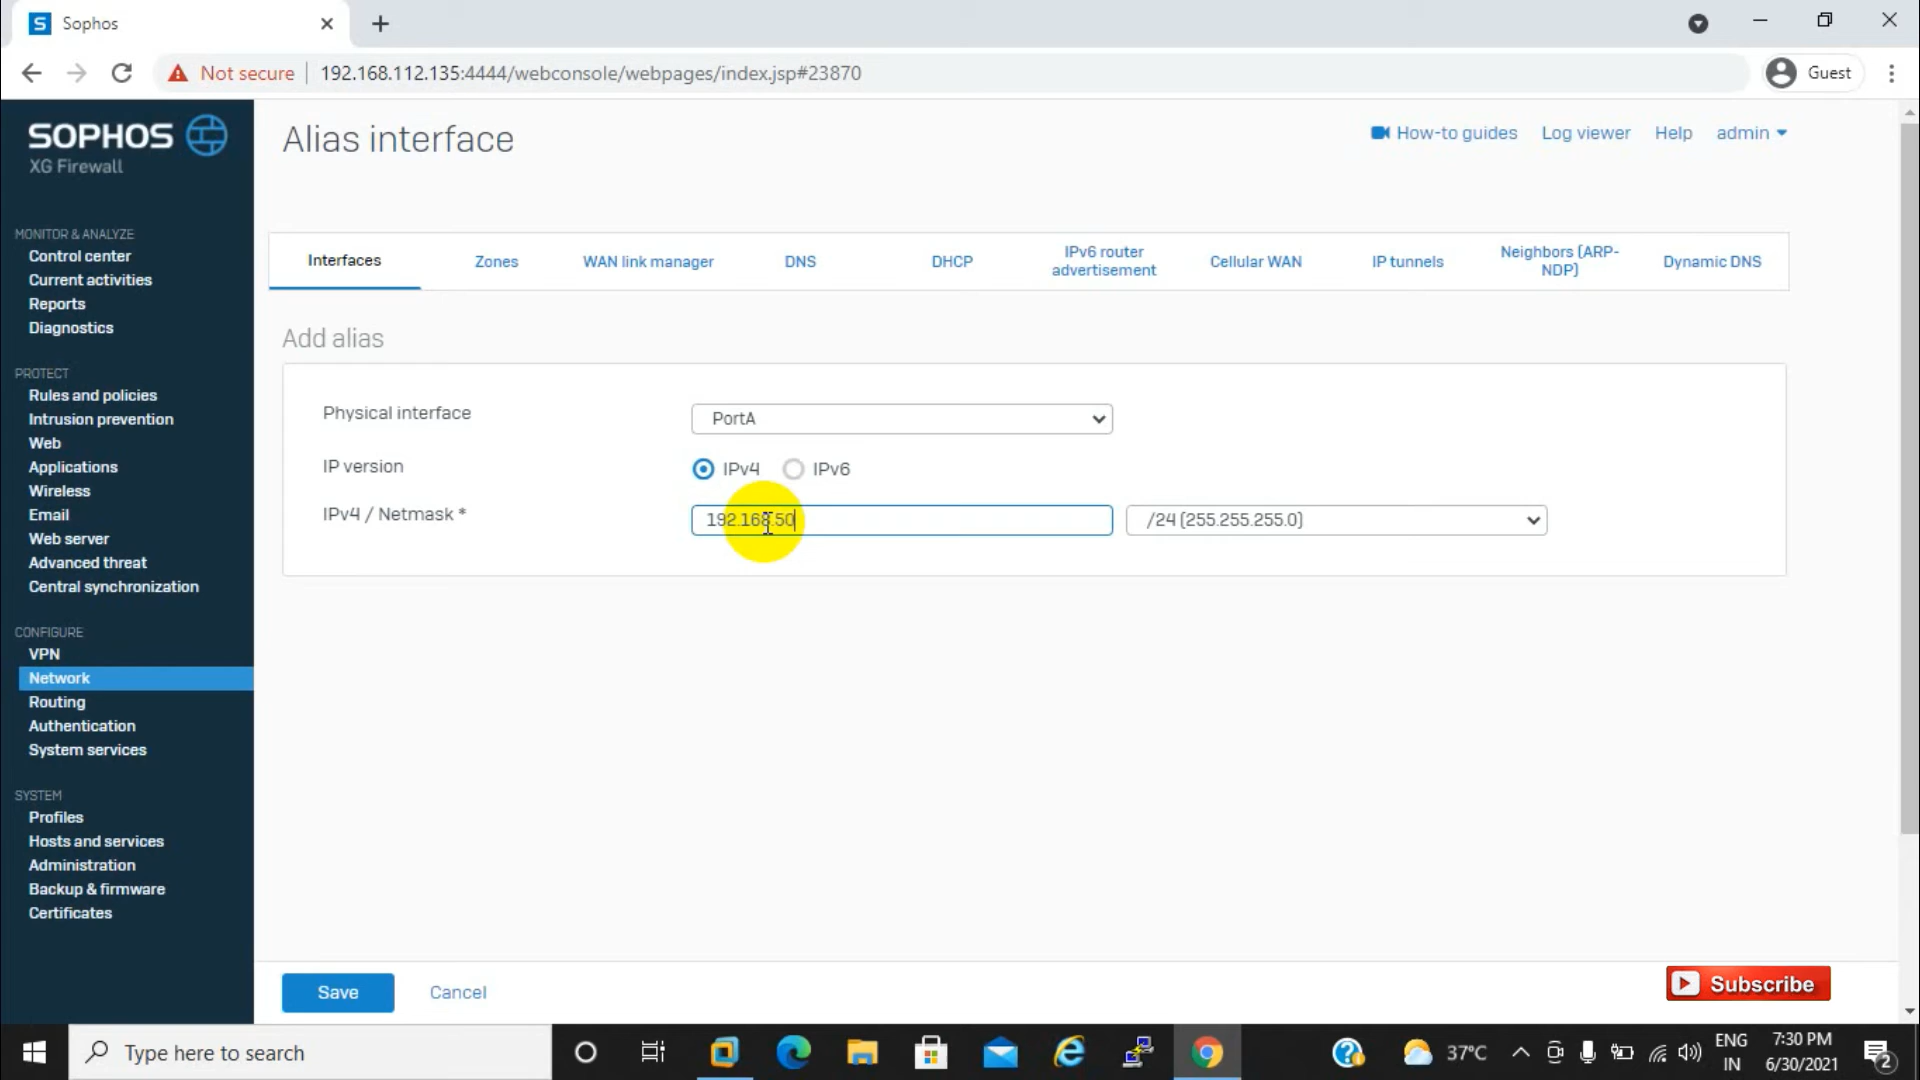 Sophos
Not secure
192.168.112.135:4444/webconsole/webpages/index.jsp#23870
Guest
SOPHOS
XG Firewall
MONITOR & ANALYZE
Control center
Current activities
Reports
Diagnostics
PROTECT
Rules and policies
Intrusion prevention
Web
Applications
Wireless
Email
Web server
Advanced threat
Central synchronization
CONFIGURE
VPN
Network
Routing
Authentication
System services
SYSTEM
Profiles
Hosts and services
Administration
Backup & firmware
Certificates
Alias interface
How-to guides
Log viewer
Help
admin
Interfaces
Zones
WAN link manager
DNS
DHCP
IPv6 router
advertisement
Cellular WAN
IP tunnels
Neighbors (ARP-
NDP)
Dynamic DNS
Add alias
Physical interface
PortA
IP version
IPv4
IPv6
IPv4 / Netmask *
192.168.50
/24 (255.255.255.0)
Save
Cancel
Subscribe
Type here to search
37°C
ENG
IN
7:30 PM
6/30/2021
2